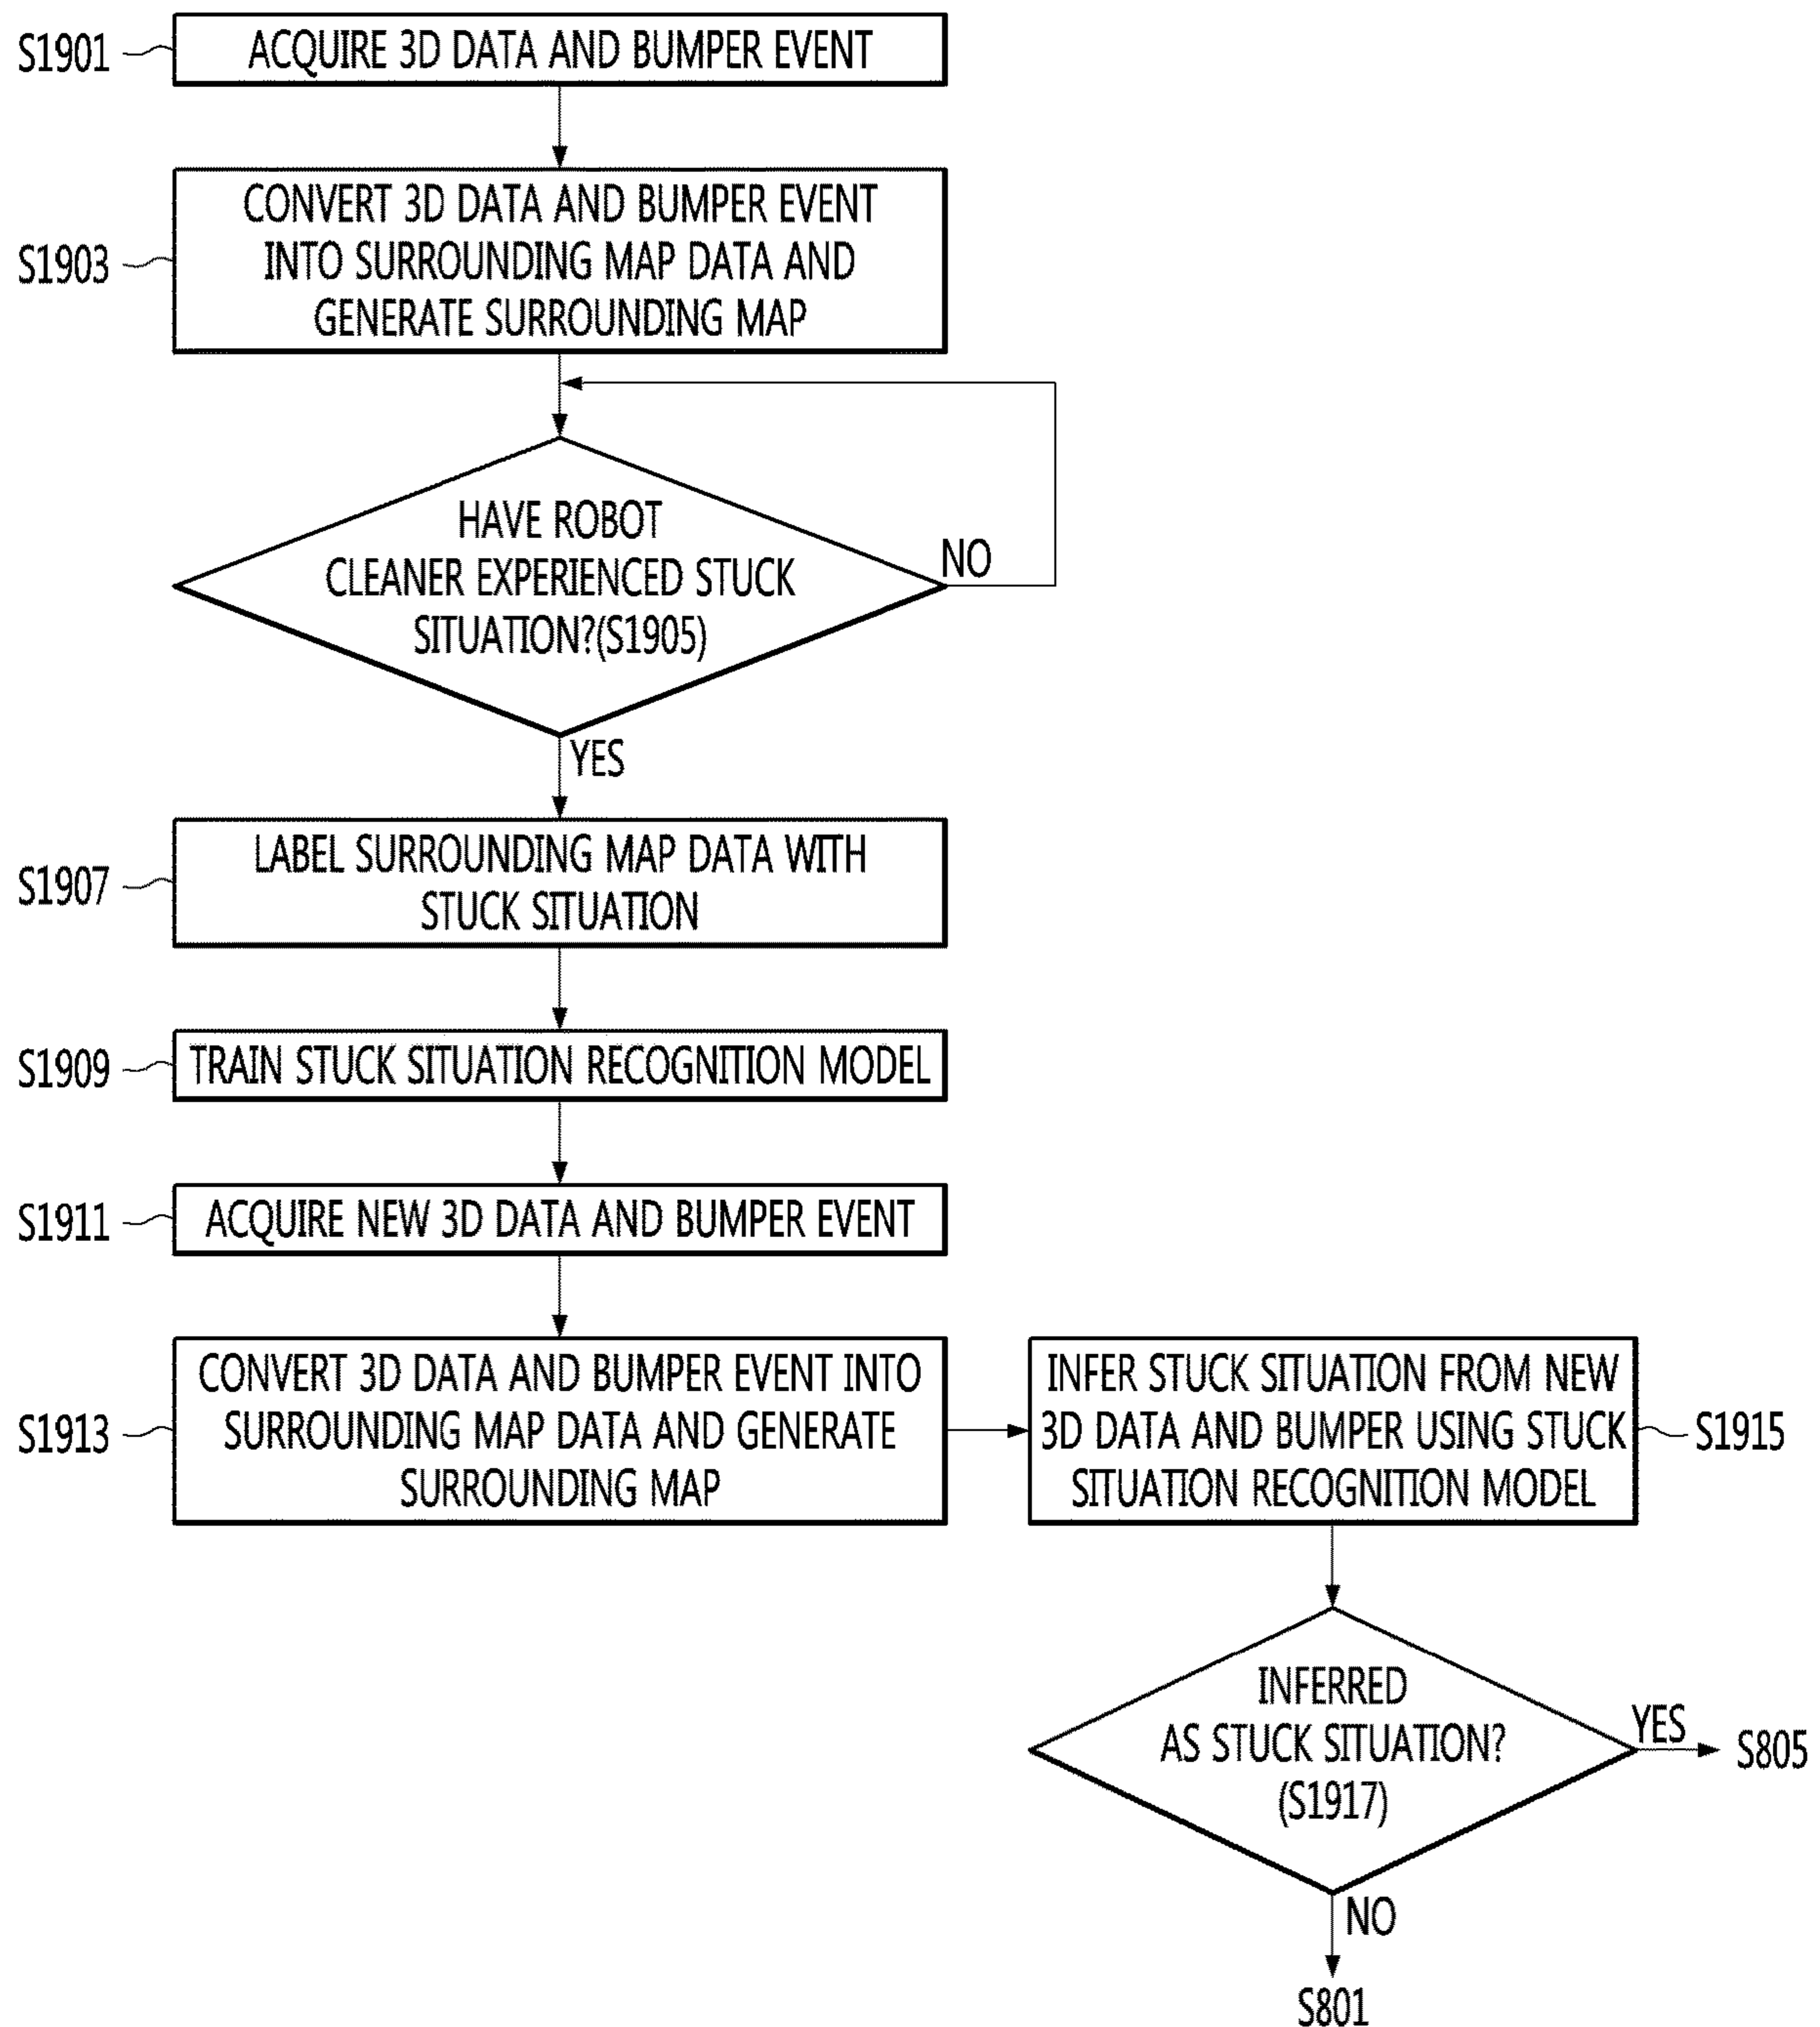 S1901
ACQUIRE 3D DATA AND BUMPER EVENT
S1903
CONVERT 3D DATA AND BUMPER EVENT
INTO SURROUNDING MAP DATA AND
GENERATE SURROUNDING MAP
HAVE ROBOT
CLEANER EXPERIENCED STUCK
SITUATION?(S1905)
NO
YES
S1907
LABEL SURROUNDING MAP DATA WITH
STUCK SITUATION
S1909
TRAIN STUCK SITUATION RECOGNITION MODEL
S1911
ACQUIRE NEW 3D DATA AND BUMPER EVENT
S1913
CONVERT 3D DATA AND BUMPER EVENT INTO
SURROUNDING MAP DATA AND GENERATE
SURROUNDING MAP
INFER STUCK SITUATION FROM NEW
3D DATA AND BUMPER USING STUCK
SITUATION RECOGNITION MODEL
S1915
INFERRED
AS STUCK SITUATION?
(S1917)
YES
S805
NO
S801